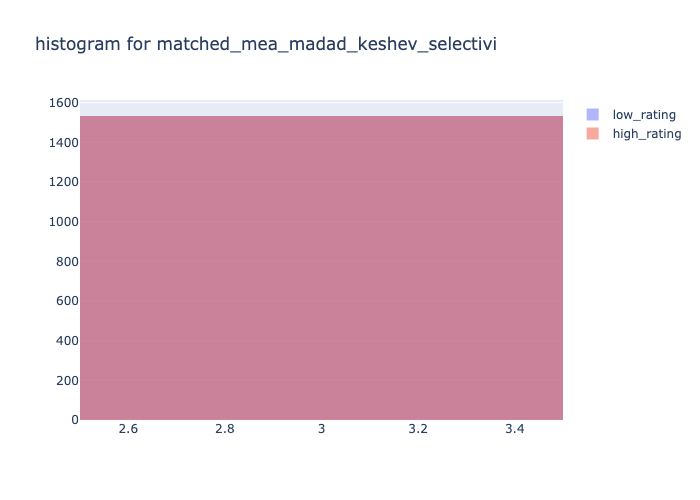 histogram for matched_mea_madad_keshev_selectivi
1600
1400
1200
1000
800
600
400
200
0
2.6 2.8 3 3.2 3.4
low_rating
high_rating